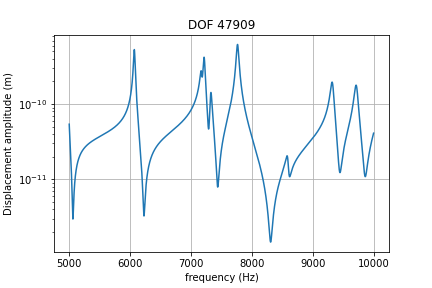 DOF 47909
Displacement amplitude (m)
10⁻¹⁰
10⁻¹¹
5000 6000 7000 8000 9000 10000
frequency (Hz)